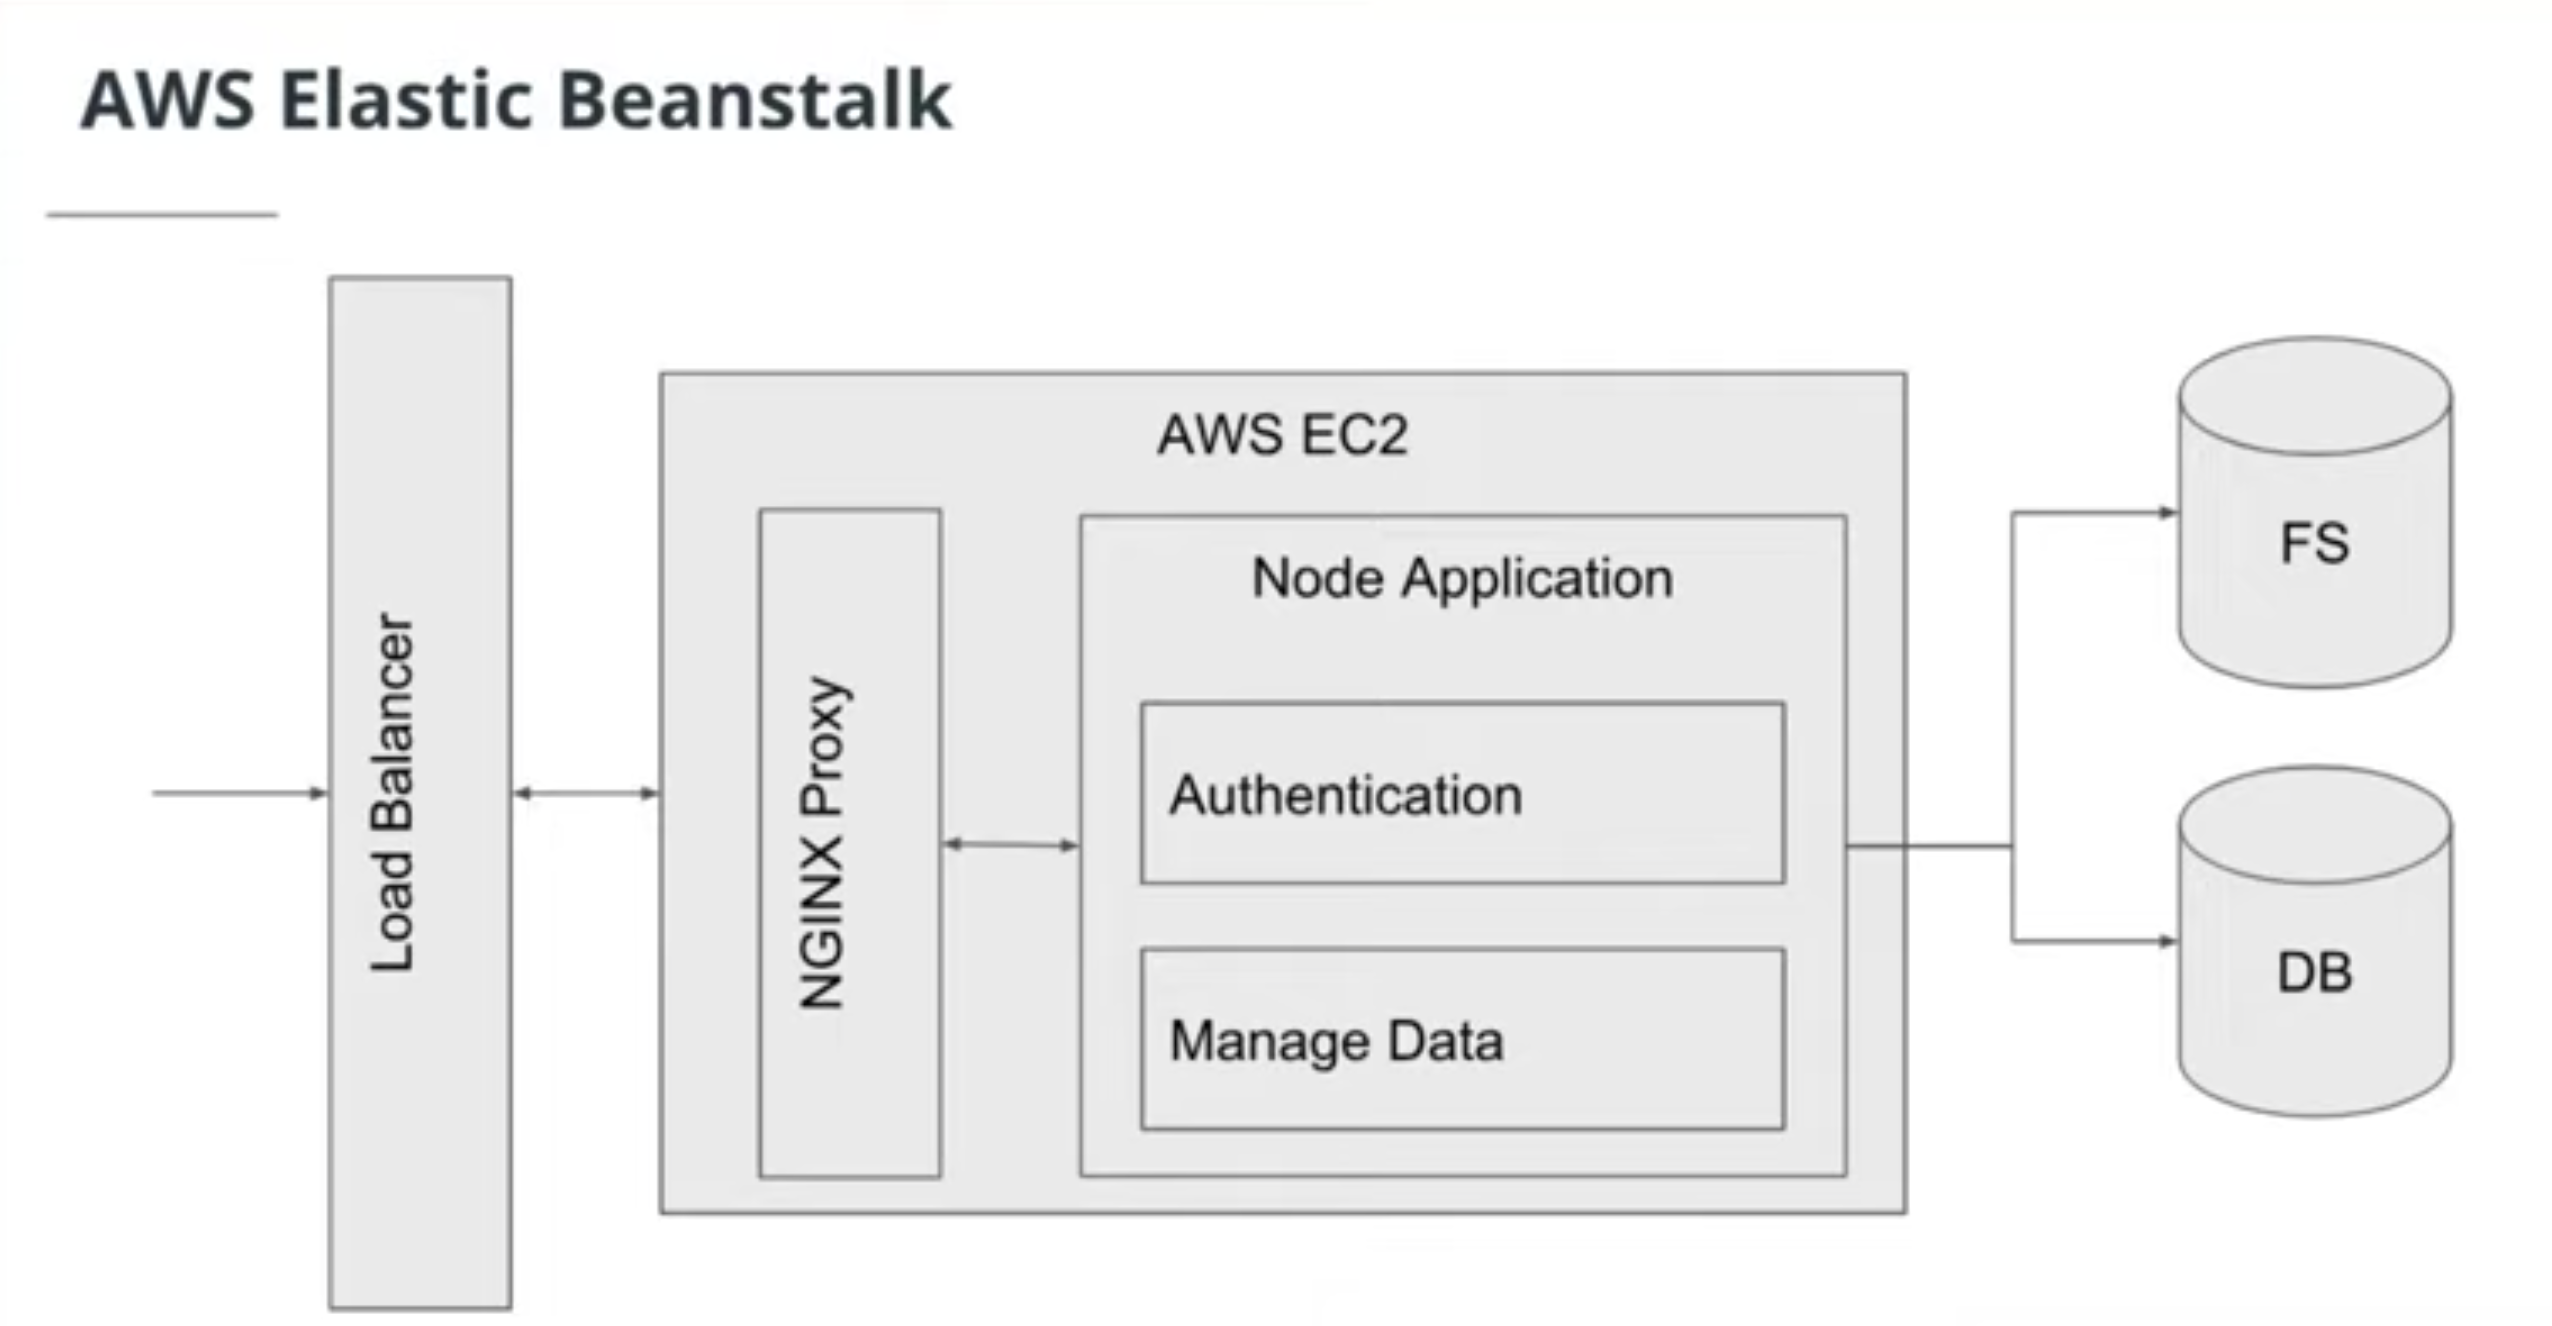 AWS Elastic Beanstalk
Load Balancer
AWS EC2
NGINX Proxy
Node Application
Authentication
Manage Data
FS
DB